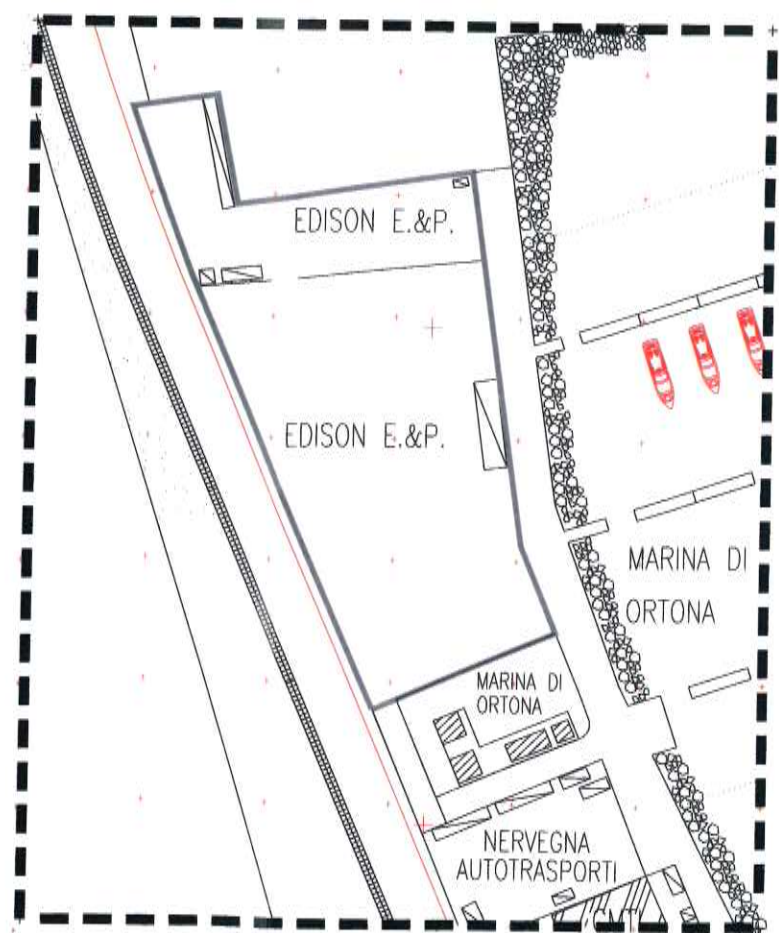 EDISON E.&P.
EDISON E.&P.
MARINA DI
ORTONA
MARINA DI
ORTONA
NERVEGNA
AUTOTRASPORTI